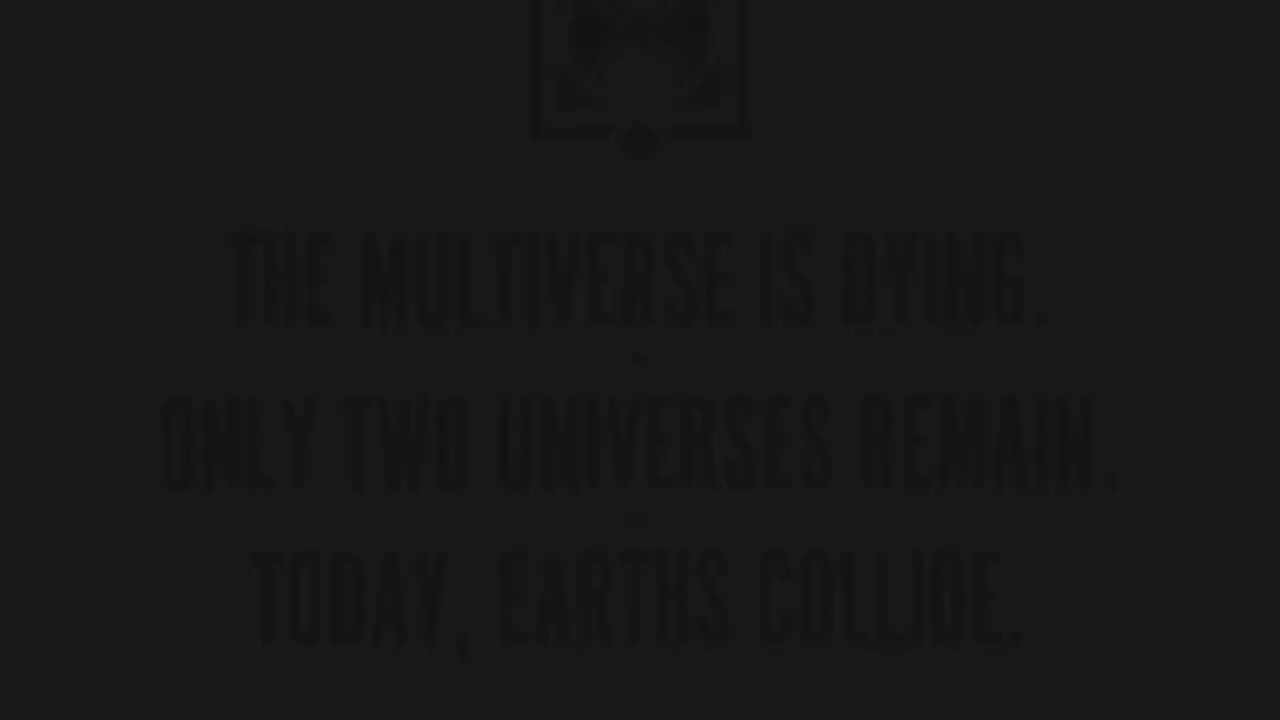 THE MULTIVERSE IS DYING.
ONLY TWO UNIVERSES REMAIN.
TODAY, EARTHS COLLIDE.